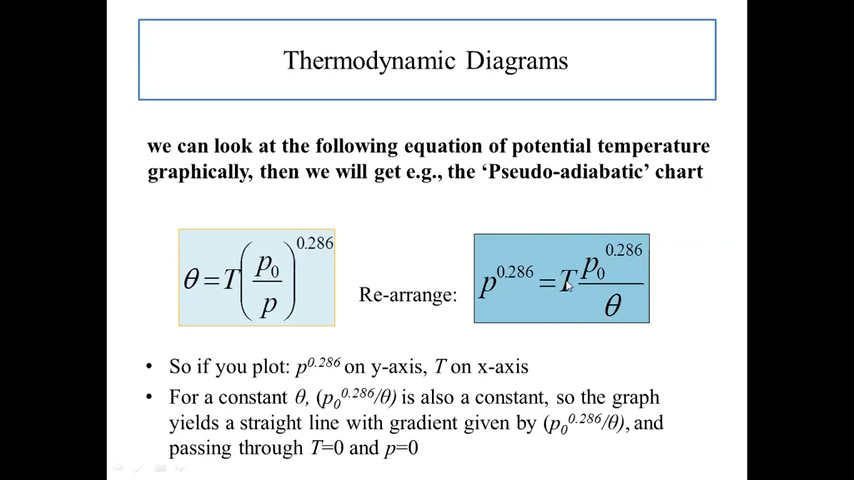 Thermodynamic Diagrams
we can look at the following equation of potential temperature
graphically, then we will get e.g., the ‘Pseudo-adiabatic’ chart
θ = T(p₀/p)^0.286
Re-arrange:
p^0.286 = T p₀^0.286/θ
• So if you plot: p^0.286 on y-axis, T on x-axis
• For a constant θ, (p₀^0.286/θ) is also a constant, so the graph
yields a straight line with gradient given by (p₀^0.286/θ), and
passing through T=0 and p=0